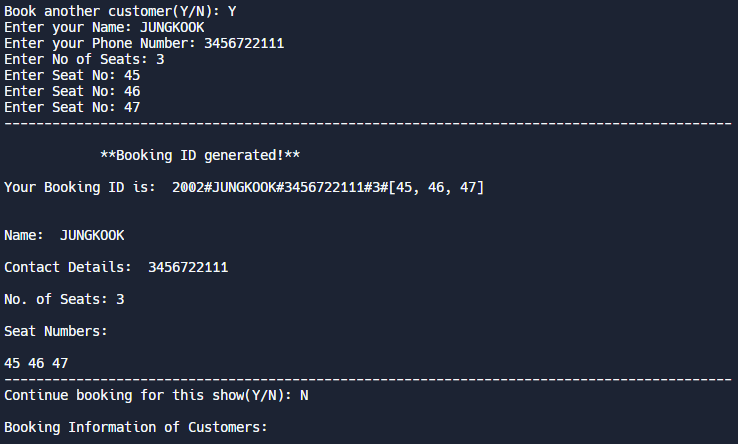 Book another customer(Y/N): Y
Enter your Name: JUNGKOOK
Enter your Phone Number: 3456722111
Enter No of Seats: 3
Enter Seat No: 45
Enter Seat No: 46
Enter Seat No: 47
-------------------------------------------------------------------------------------------
**Booking ID generated!**
Your Booking ID is:  2002#JUNGKOOK#3456722111#3#[45, 46, 47]
Name:  JUNGKOOK
Contact Details:  3456722111
No. of Seats: 3
Seat Numbers:
45 46 47
-------------------------------------------------------------------------------------------
Continue booking for this show(Y/N): N
Booking Information of Customers: